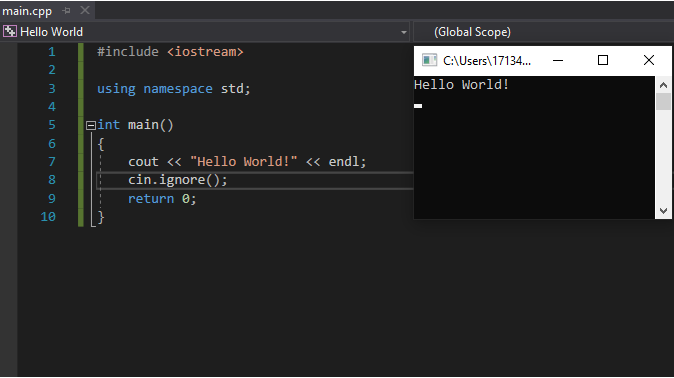 main.cpp
Hello World
(Global Scope)
1 #include <iostream>
2
3 using namespace std;
4
5 int main()
6 {
7 cout << "Hello World!" << endl;
8 cin.ignore();
9 return 0;
10 }
C:\Users\17134...
Hello World!